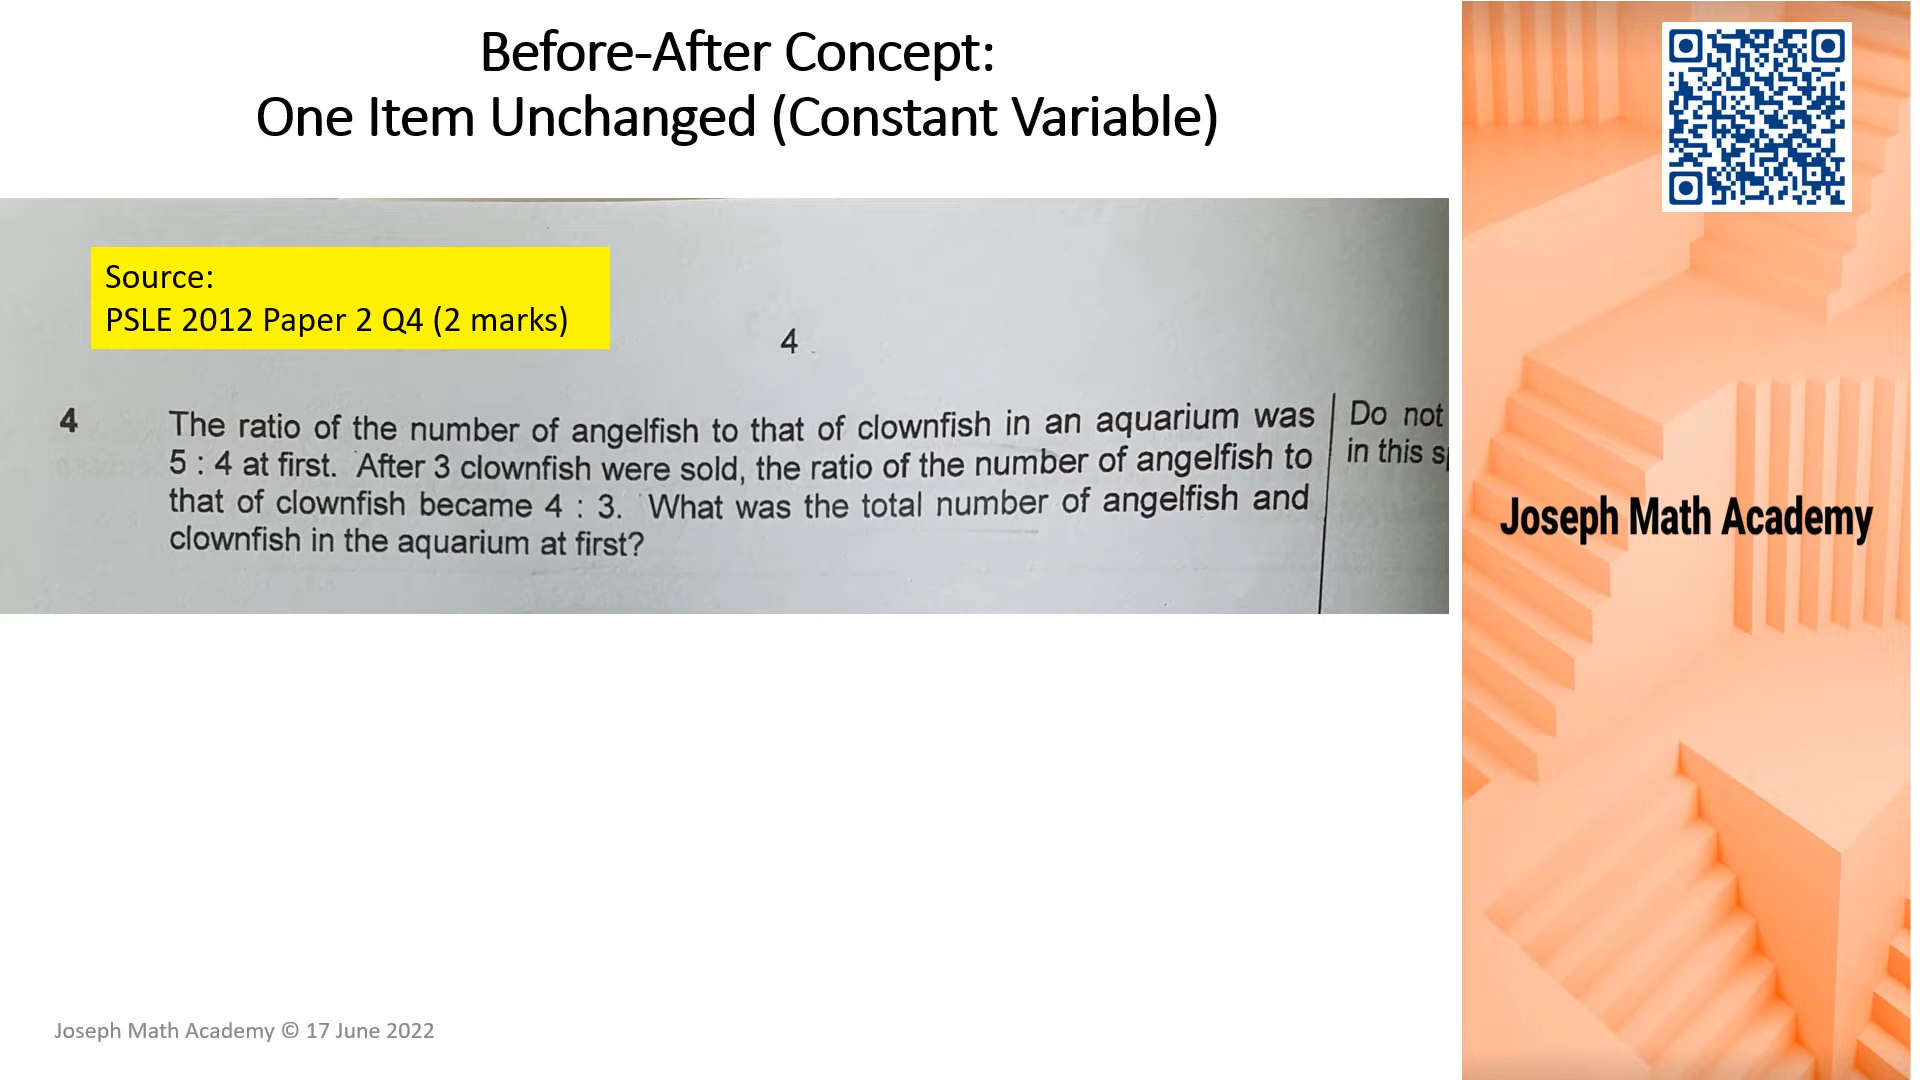 Before-After Concept:
One Item Unchanged (Constant Variable)
Source:
PSLE 2012 Paper 2 Q4 (2 marks)
4
4 The ratio of the number of angelfish to that of clownfish in an aquarium was
5 : 4 at first. After 3 clownfish were sold, the ratio of the number of angelfish to
that of clownfish became 4 : 3. What was the total number of angelfish and
clownfish in the aquarium at first?
Do not
in this
Joseph Math Academy
Joseph Math Academy © 17 June 2022